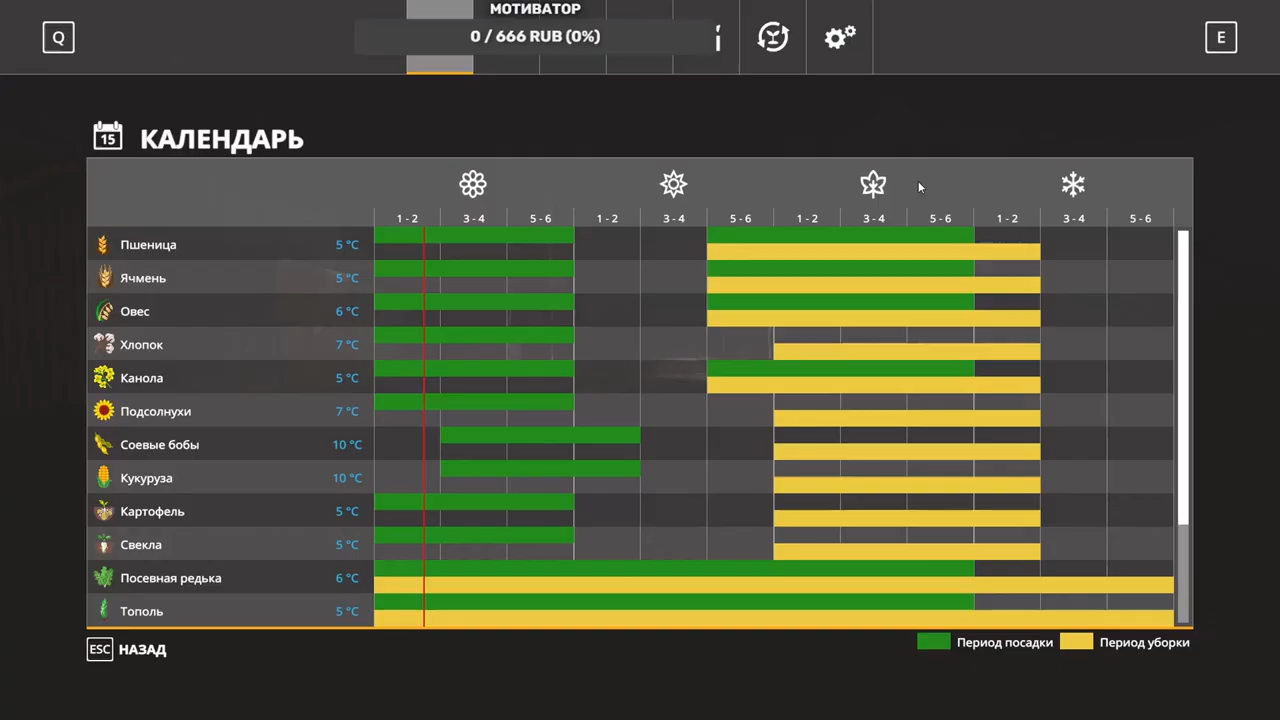 МОТИВАТОР
Q
0 / 666 RUB (0%)
E
15
КАЛЕНДАРЬ
1 - 2 3 - 4 5 - 6 1 - 2 3 - 4 5 - 6 1 - 2 3 - 4 5 - 6 1 - 2 3 - 4 5 - 6
Пшеница 5 °C
Ячмень 5 °C
Овес 6 °C
Хлопок 7 °C
Канола 5 °C
Подсолнухи 7 °C
Соевые бобы 10 °C
Кукуруза 10 °C
Картофель 5 °C
Свекла 5 °C
Посевная редька 6 °C
Тополь 5 °C
ESC НАЗАД
Период посадки
Период уборки